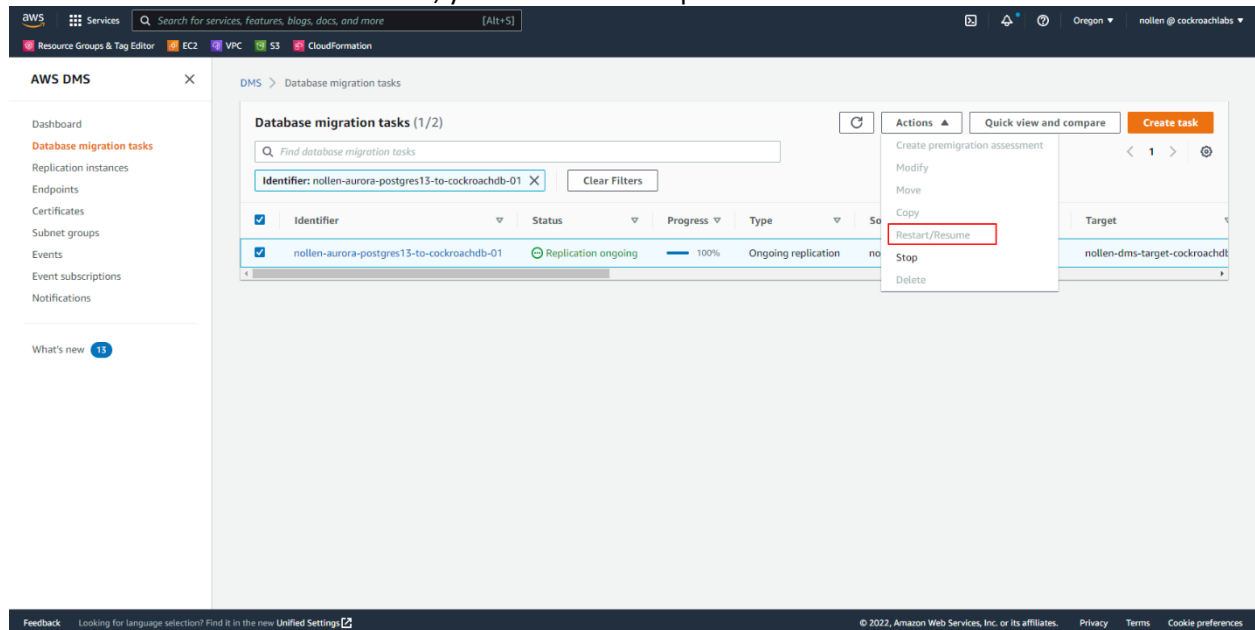 aws Services Search for services, features, blogs, docs, and more [Alt+S] Oregon nollen @ cockroachlabs
Resource Groups & Tag Editor EC2 VPC S3 CloudFormation
AWS DMS
DMS > Database migration tasks
Dashboard
Database migration tasks
Replication instances
Endpoints
Certificates
Subnet groups
Events
Event subscriptions
Notifications
What's new 13
Database migration tasks (1/2)
Actions Quick view and compare Create task
Find database migration tasks
< 1 >
Identifier: nollen-aurora-postgres13-to-cockroachdb-01 Clear Filters
Create premigration assessment
Modify
Move
Copy
Restart/Resume
Stop
Delete
Identifier Status Progress Type So Target
nollen-aurora-postgres13-to-cockroachdb-01 Replication ongoing 100% Ongoing replication no nollen-dms-target-cockroachdb
Feedback Looking for language selection? Find it in the new Unified Settings © 2022, Amazon Web Services, Inc. or its affiliates. Privacy Terms Cookie preferences